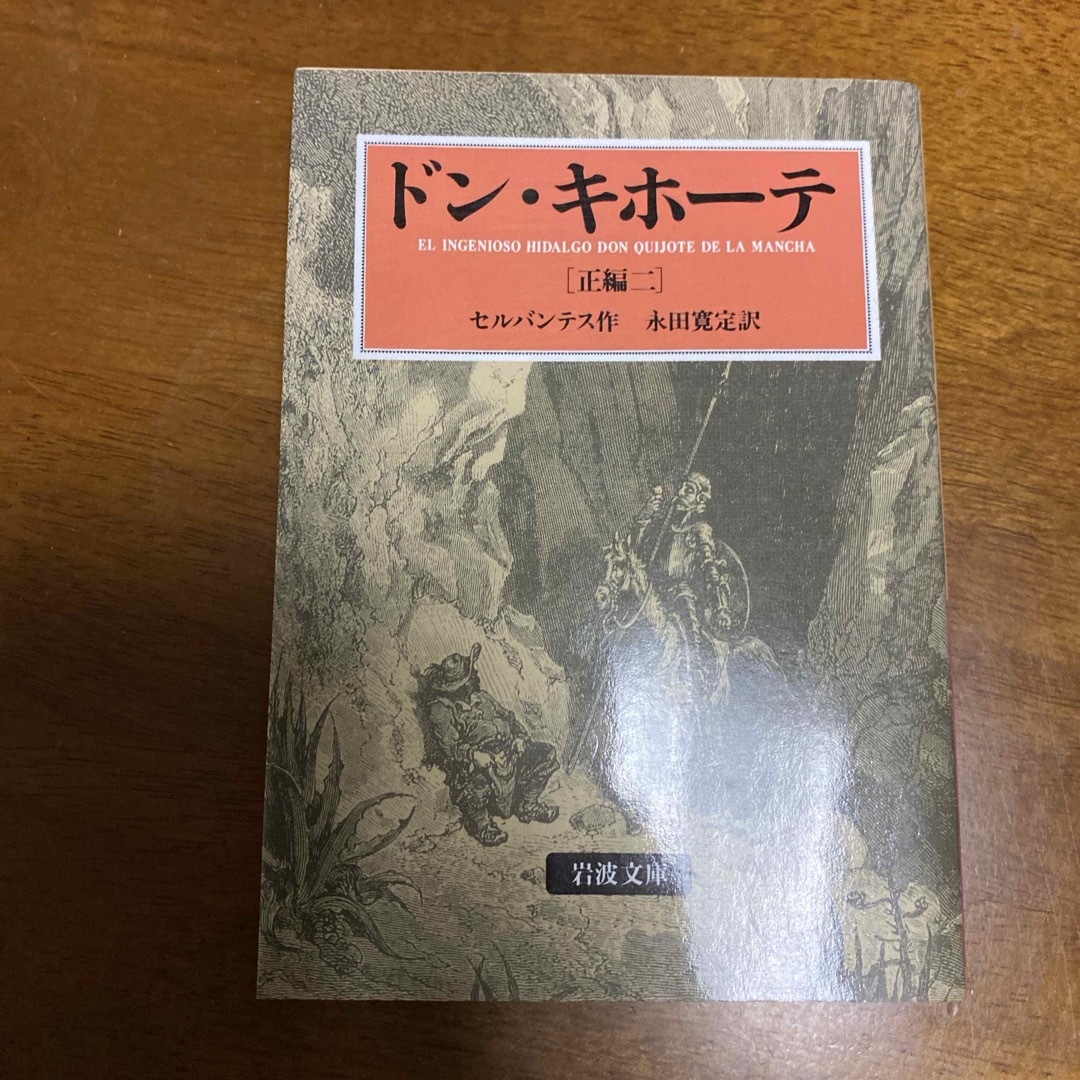 ドン・キホーテ
EL INGENIOSO HIDALGO DON QUIJOTE DE LA MANCHA
[正編二]
セルバンテス作　永田寛定訳
岩波文庫